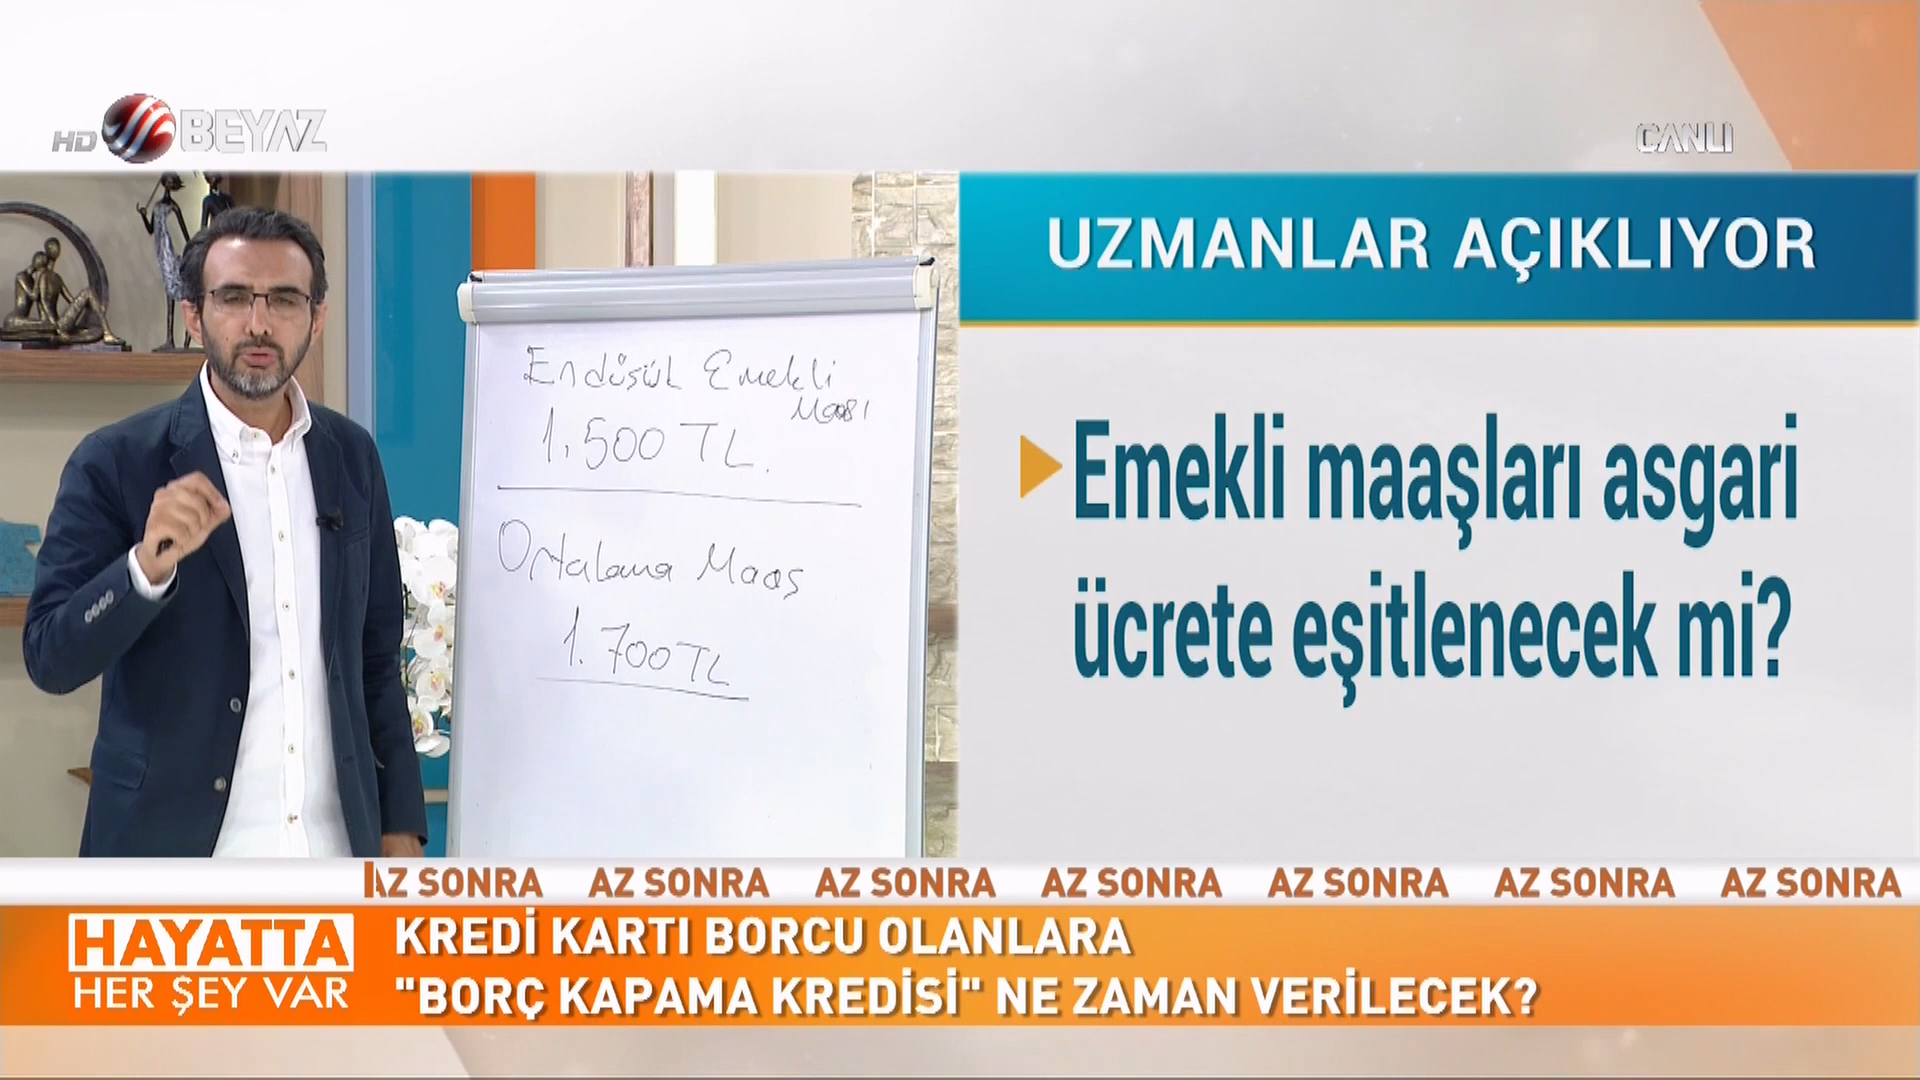 HD BEYAZ
CANLI
UZMANLAR AÇIKLIYOR
Emekli maaşları asgari
ücrete eşitlenecek mi?
En düşük Emekli
Maaşı
1.500 TL.
Ortalama Maaş
1.700 TL
AZ SONRA AZ SONRA AZ SONRA AZ SONRA AZ SONRA AZ SONRA AZ SONRA
HAYATTA
HER ŞEY VAR
KREDİ KARTI BORCU OLANLARA
"BORÇ KAPAMA KREDİSİ" NE ZAMAN VERİLECEK?